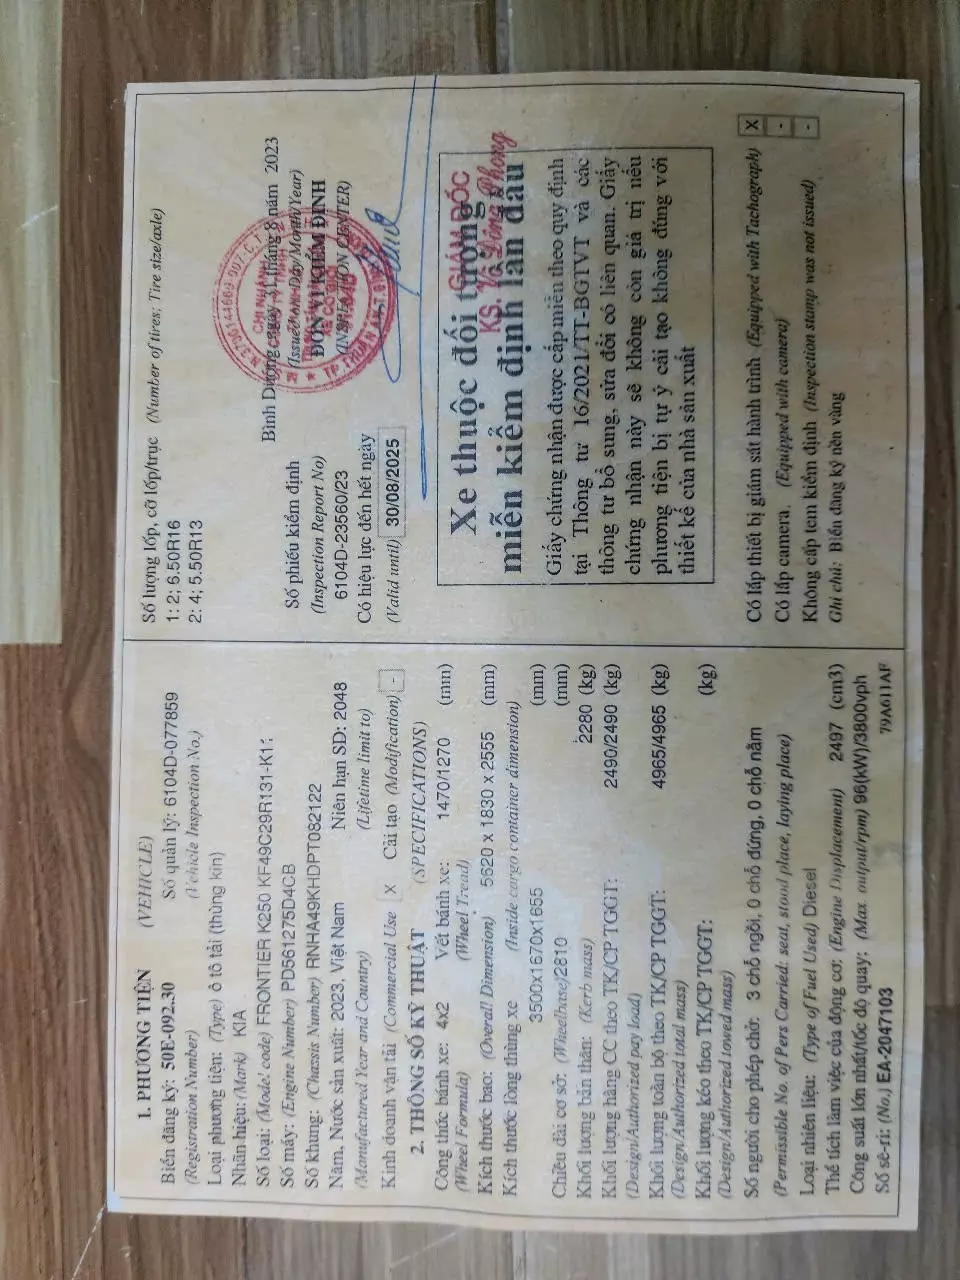 1. PHƯƠNG TIỆN (VEHICLE)
Biển đăng ký: 50E-092.30 Số quản lý: 6104D-077859
(Registration Number) (Vehicle Inspection No.)
Loại phương tiện: (Type) ô tô tải (thùng kín)
Nhãn hiệu: (Mark) KIA
Số loại: (Model code) FRONTIER K250 KF49C29R131-K1
Số máy: (Engine Number) PD561275D4CB
Số khung: (Chassis Number) RNHA49KHDPT082122
Năm, Nước sản xuất: 2023, Việt Nam Niên hạn SD: 2048
(Manufactured Year and Country) (Lifetime limit to)
Kinh doanh vận tải (Commercial Use) X Cải tạo (Modification) -
2. THÔNG SỐ KỸ THUẬT (SPECIFICATIONS)
Công thức bánh xe: 4x2 Vết bánh xe: 1470/1270 (mm)
(Wheel Formula) (Wheel Tread)
Kích thước bao: (Overall Dimension) 5620 x 1830 x 2555 (mm)
Kích thước lòng thùng xe (Inside cargo container dimension)
3500x1670x1655 (mm)
Chiều dài cơ sở: (Wheelbase) 2810 (mm)
Khối lượng bản thân: (Kerb mass) 2280 (kg)
Khối lượng hàng CC theo TK/CP TGGT: 2490/2490 (kg)
(Design/Authorized pay load)
Khối lượng toàn bộ theo TK/CP TGGT: 4965/4965 (kg)
(Design/Authorized total mass)
Khối lượng kéo theo TK/CP TGGT: (kg)
(Design/Authorized towed mass)
Số người cho phép chở: 3 chỗ ngồi, 0 chỗ đứng, 0 chỗ nằm
(Permissible No. of Pers Carried: seat, stood place, laying place)
Loại nhiên liệu: (Type of Fuel Used) Diesel
Thể tích làm việc của động cơ: (Engine Displacement) 2497 (cm3)
Công suất lớn nhất/tốc độ quay: (Max. output/rpm) 96(kW)/3800vph
Số sê-ri: (No.) EA-2047103 79A611AF
Số lượng lốp, cỡ lốp/trục (Number of tires; Tire size/axle)
1: 2; 6.50R16
2: 4; 5.50R13
Bình Dương, ngày 31 tháng 8 năm 2023
(Issued on: Day/Month/Year)
Số phiếu kiểm định ĐƠN VỊ KIỂM ĐỊNH
(Inspection Report No) (INSPECTION CENTER)
6104D-23560/23
Có hiệu lực đến hết ngày
(Valid until) 30/08/2025
GIÁM ĐỐC
Xe thuộc đối tượng
miễn kiểm định lần đầu
Giấy chứng nhận được cấp miễn theo quy định
tại Thông tư 16/2021/TT-BGTVT và các
thông tư bổ sung, sửa đổi có liên quan. Giấy
chứng nhận này sẽ không còn giá trị nếu
phương tiện bị tự ý cải tạo không đúng với
thiết kế của nhà sản xuất
Có lắp thiết bị giám sát hành trình (Equipped with Tachograph) X
Có lắp camera. (Equipped with camera) -
Không cấp tem kiểm định (Inspection stamp was not issued) -
Ghi chú: Biển đăng ký nền vàng